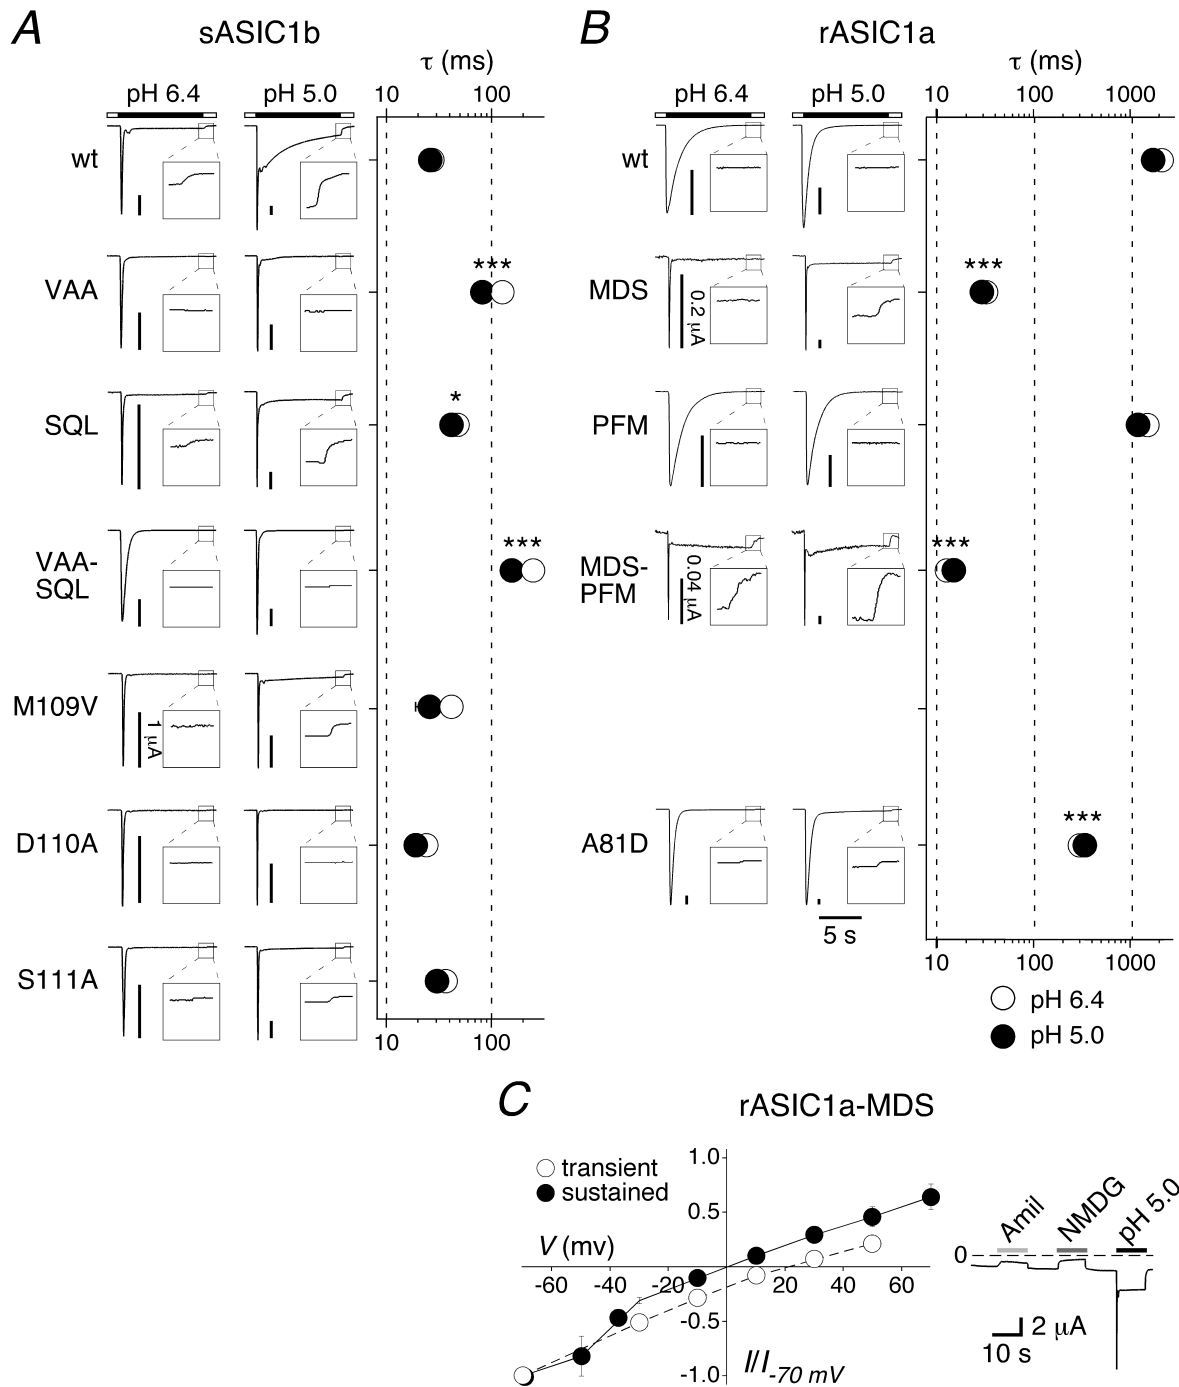 A
sASIC1b
τ (ms)
pH 6.4
pH 5.0
10
100
wt
VAA
***
SQL
*
VAA-
SQL
***
M109V
1 µA
D110A
S111A
10
100
B
rASIC1a
τ (ms)
pH 6.4
pH 5.0
10
100
1000
wt
MDS
0.2 µA
***
PFM
MDS-
PFM
0.04 µA
***
A81D
***
5 s
10
100
1000
pH 6.4
pH 5.0
C
rASIC1a-MDS
transient
sustained
V (mv)
1.0
0.5
-0.5
-1.0
-60
-40
-20
20
40
60
I/I-70 mV
Amil
NMDG
pH 5.0
0
2 µA
10 s